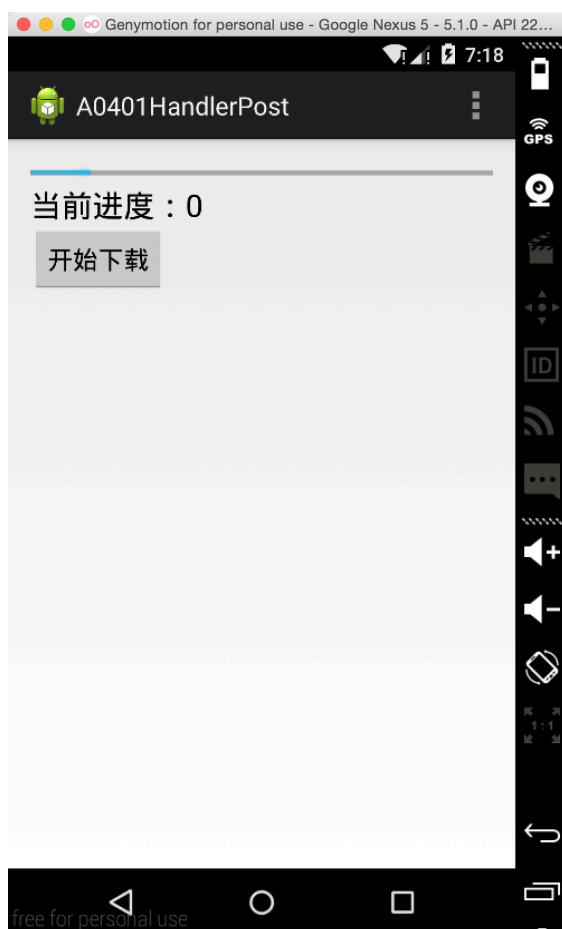 Genymotion for personal use - Google Nexus 5 - 5.1.0 - API 22...
7:18
A0401HandlerPost
GPS
当前进度：0
开始下载
ID
1:1
free for personal use